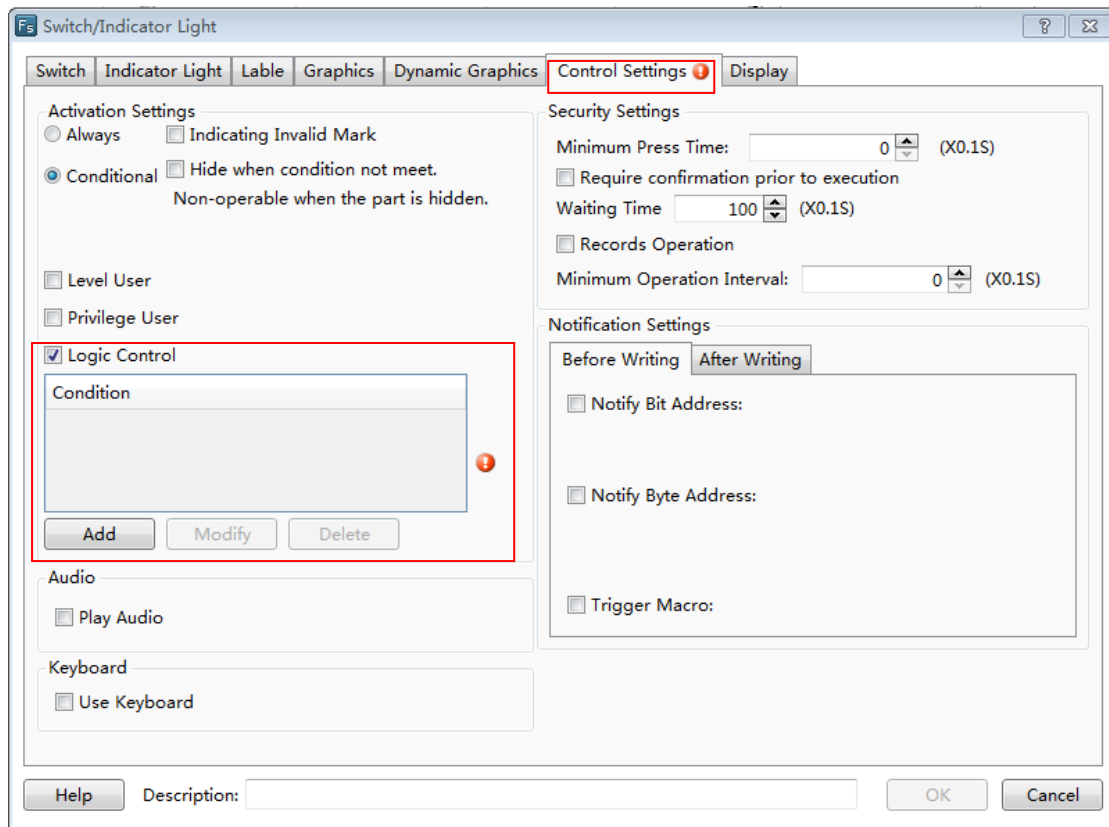 Fs Switch/Indicator Light
Switch Indicator Light Lable Graphics Dynamic Graphics Control Settings Display
Activation Settings
Always Indicating Invalid Mark
Conditional Hide when condition not meet.
Non-operable when the part is hidden.
Level User
Privilege User
Logic Control
Condition
Add Modify Delete
Audio
Play Audio
Keyboard
Use Keyboard
Security Settings
Minimum Press Time: 0 (X0.1S)
Require confirmation prior to execution
Waiting Time 100 (X0.1S)
Records Operation
Minimum Operation Interval: 0 (X0.1S)
Notification Settings
Before Writing After Writing
Notify Bit Address:
Notify Byte Address:
Trigger Macro:
Help Description: OK Cancel